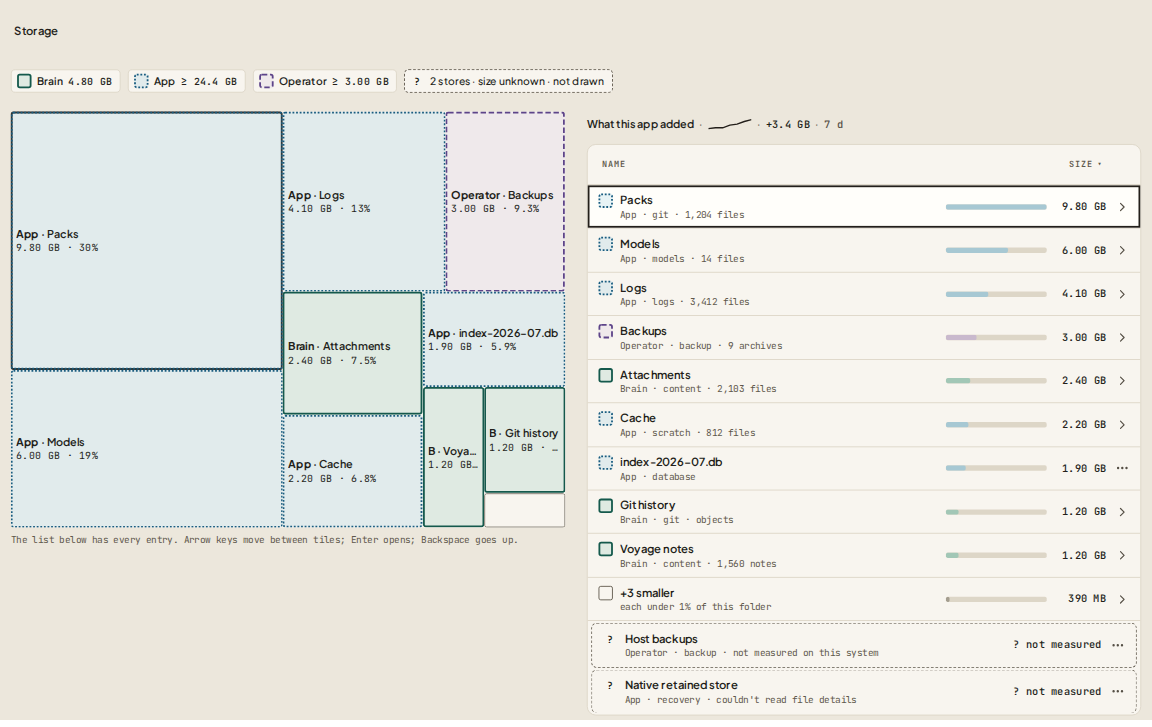 Storage
Brain 4.80 GB
App ≥ 24.4 GB
Operator ≥ 3.00 GB
? 2 stores · size unknown · not drawn
App · Packs
9.80 GB · 30%
App · Logs
4.10 GB · 13%
Operator · Backups
3.00 GB · 9.3%
Brain · Attachments
2.40 GB · 7.5%
App · index-2026-07.db
1.90 GB · 5.9%
App · Models
6.00 GB · 19%
App · Cache
2.20 GB · 6.8%
B · Voya…
1.20 GB…
B · Git history
1.20 GB · …
The list below has every entry. Arrow keys move between tiles; Enter opens; Backspace goes up.
What this app added · · +3.4 GB · 7 d
NAME SIZE
Packs
App · git · 1,204 files
9.80 GB
Models
App · models · 14 files
6.00 GB
Logs
App · logs · 3,412 files
4.10 GB
Backups
Operator · backup · 9 archives
3.00 GB
Attachments
Brain · content · 2,103 files
2.40 GB
Cache
App · scratch · 812 files
2.20 GB
index-2026-07.db
App · database
1.90 GB
Git history
Brain · git · objects
1.20 GB
Voyage notes
Brain · content · 1,560 notes
1.20 GB
+3 smaller
each under 1% of this folder
390 MB
? Host backups
Operator · backup · not measured on this system
? not measured
? Native retained store
App · recovery · couldn't read file details
? not measured